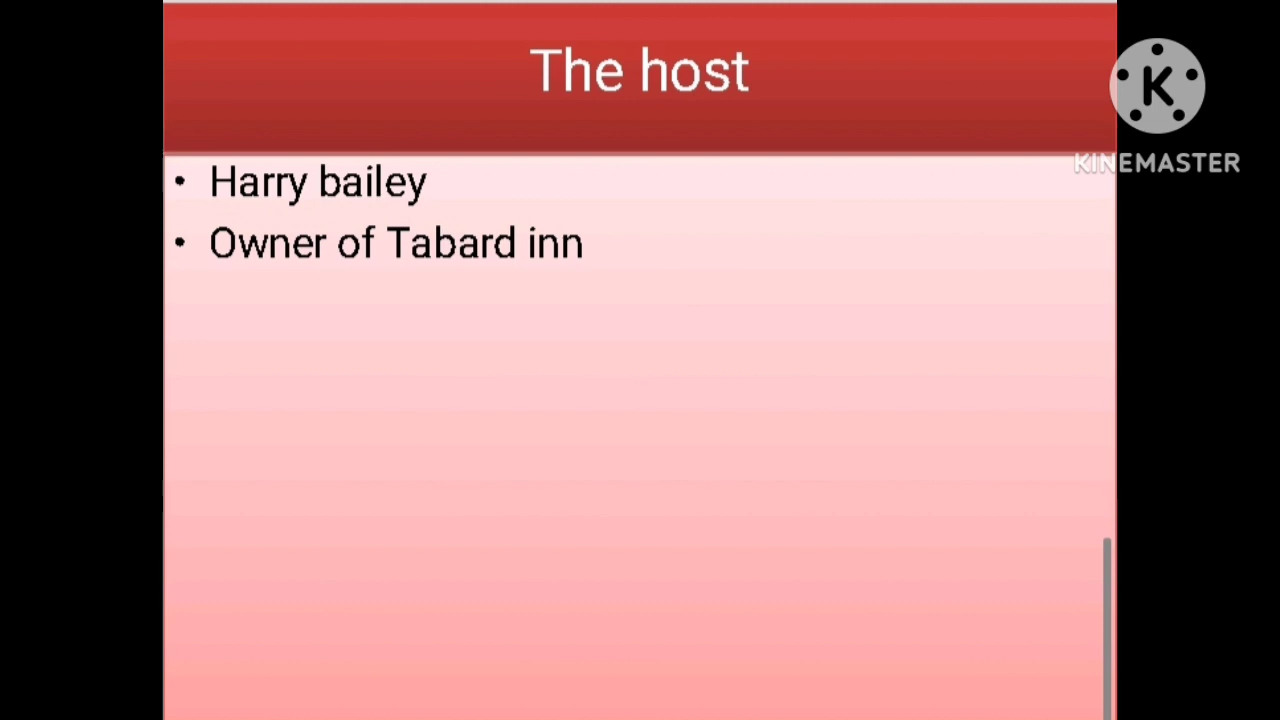 The host
K
KINEMASTER
• Harry bailey
• Owner of Tabard inn